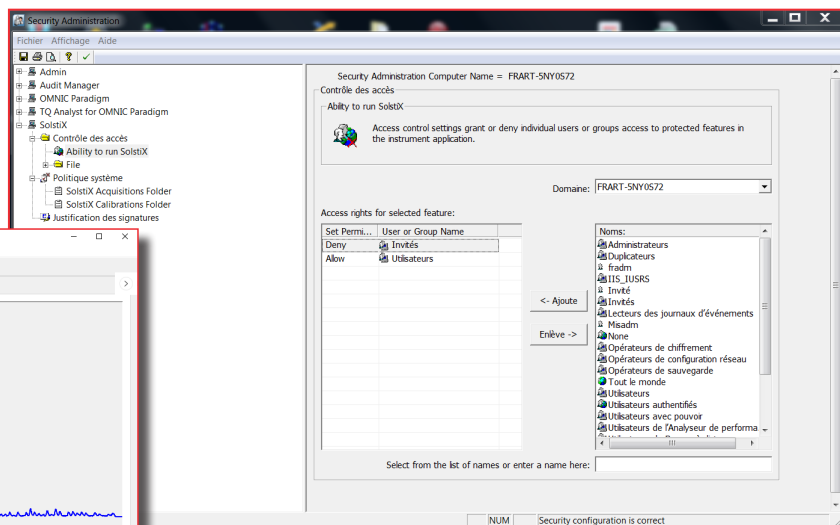 Security Administration
Fichier Affichage Aide
Admin
Audit Manager
OMNIC Paradigm
TQ Analyst for OMNIC Paradigm
SolstiX
Contrôle des accès
Ability to run SolstiX
File
Politique système
SolstiX Acquisitions Folder
SolstiX Calibrations Folder
Justification des signatures
Security Administration Computer Name = FRART-5NY0S72
Contrôle des accès
Ability to run SolstiX
Access control settings grant or deny individual users or groups access to protected features in
the instrument application.
Domaine: FRART-5NY0S72
Access rights for selected feature:
Set Permi... User or Group Name
Deny Invités
Allow Utilisateurs
<- Ajoute
Enlève ->
Noms:
Administrateurs
Duplicateurs
fradm
IIS_IUSRS
Invité
Invités
Lecteurs des journaux d'événements
Misadm
None
Opérateurs de chiffrement
Opérateurs de configuration réseau
Opérateurs de sauvegarde
Tout le monde
Utilisateurs
Utilisateurs authentifiés
Utilisateurs avec pouvoir
Utilisateurs de l'Analyseur de performa
Select from the list of names or enter a name here:
NUM Security configuration is correct